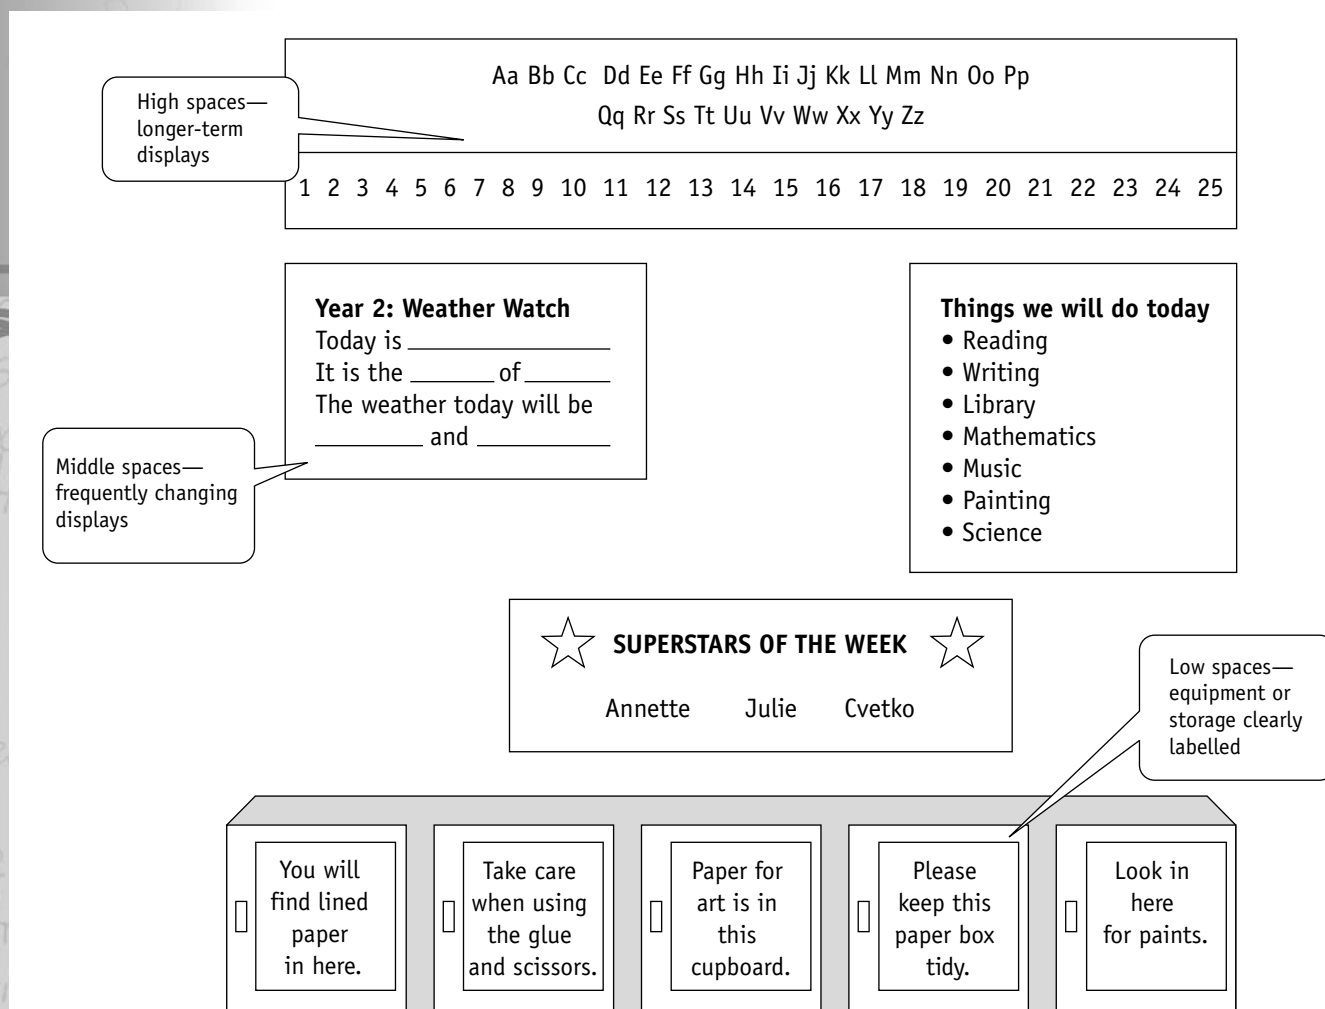 Aa Bb Cc Dd Ee Ff Gg Hh Ii Jj Kk Ll Mm Nn Oo Pp
Qq Rr Ss Tt Uu Vv Ww Xx Yy Zz
High spaces—
longer-term
displays
1 2 3 4 5 6 7 8 9 10 11 12 13 14 15 16 17 18 19 20 21 22 23 24 25
Year 2: Weather Watch
Today is ____________
It is the ______ of ______
The weather today will be
________ and ________
Middle spaces—
frequently changing
displays
Things we will do today
• Reading
• Writing
• Library
• Mathematics
• Music
• Painting
• Science
SUPERSTARS OF THE WEEK
Annette Julie Cvetko
Low spaces—
equipment or
storage clearly
labelled
You will
find lined
paper
in here.
Take care
when using
the glue
and scissors.
Paper for
art is in
this
cupboard.
Please
keep this
paper box
tidy.
Look in
here
for paints.